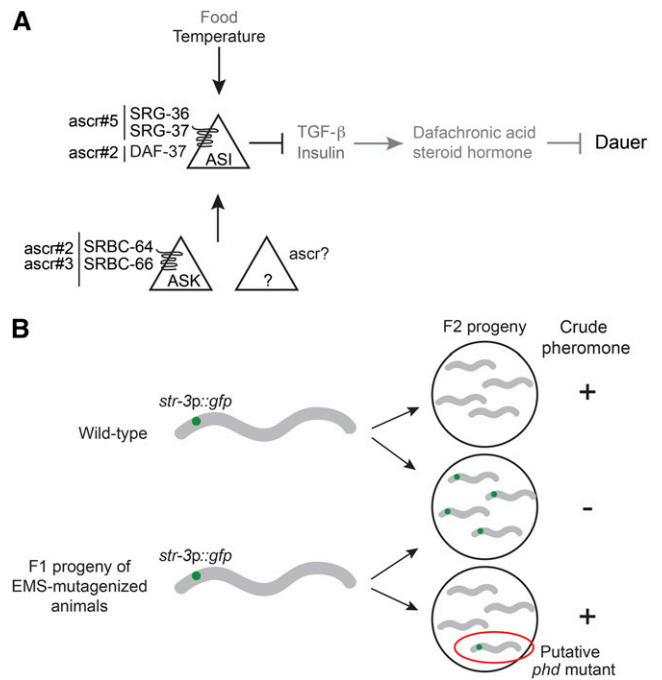 A
Food
Temperature
ascr#5 SRG-36
SRG-37
ascr#2 DAF-37
ASI
TGF-β
Insulin
Dafachronic acid
steroid hormone
Dauer
ascr#2 SRBC-64
ascr#3 SRBC-66
ASK
?
ascr?
B
F2 progeny
Crude
pheromone
str-3p::gfp
Wild-type
+
-
F1 progeny of
EMS-mutagenized
animals
str-3p::gfp
+
Putative
phd mutant